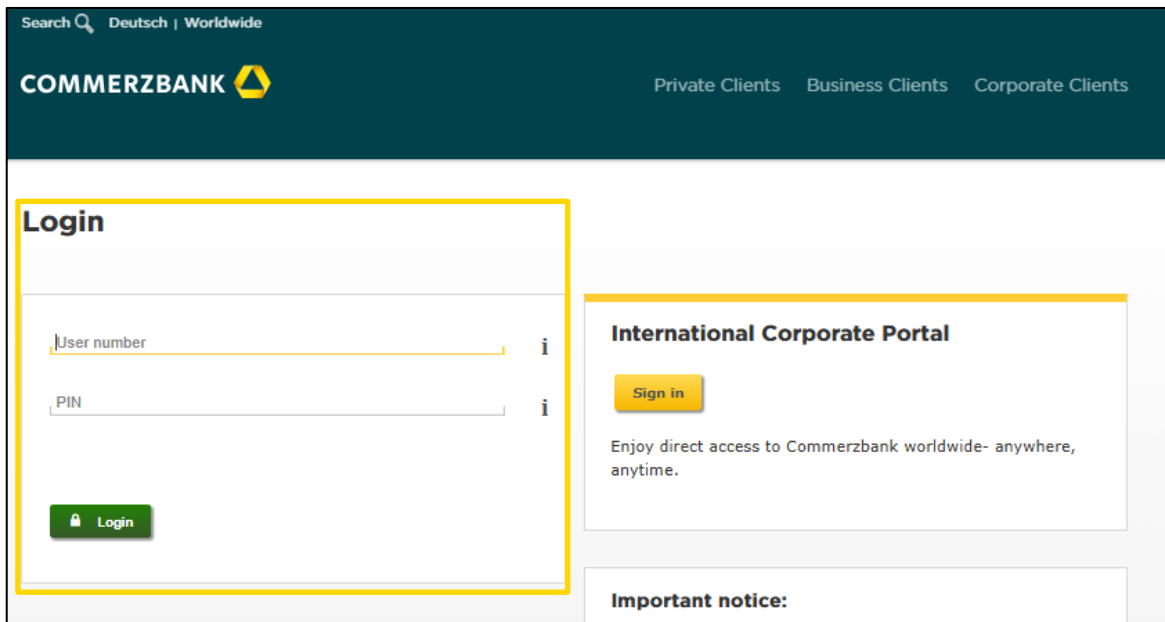 Search Deutsch | Worldwide
COMMERZBANK
Private Clients Business Clients Corporate Clients
Login
User number i
PIN i
Login
International Corporate Portal
Sign in
Enjoy direct access to Commerzbank worldwide- anywhere,
anytime.
Important notice: